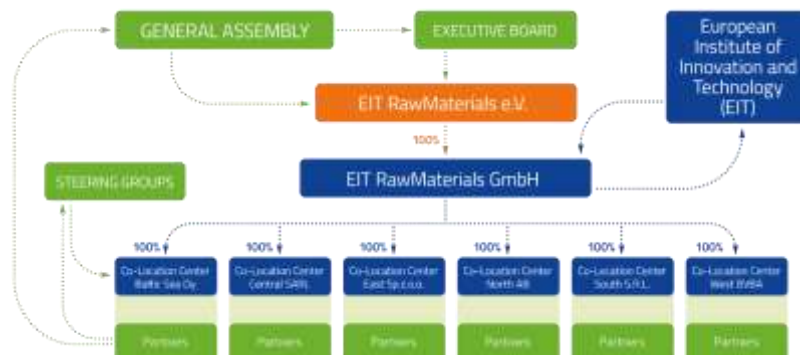 GENERAL ASSEMBLY
EXECUTIVE BOARD
European
Institute of
Innovation and
Technology
(EIT)
EIT RawMaterials e.V.
100%
EIT RawMaterials GmbH
STEERING GROUPS
100%
100%
100%
100%
100%
100%
Co-Location Center
Baltic Sea Oy
Co-Location Center
Central SARL
Co-Location Center
East Sp.z.o.o.
Co-Location Center
North AB
Co-Location Center
South S.R.L.
Co-Location Center
West BVBA
Partners
Partners
Partners
Partners
Partners
Partners